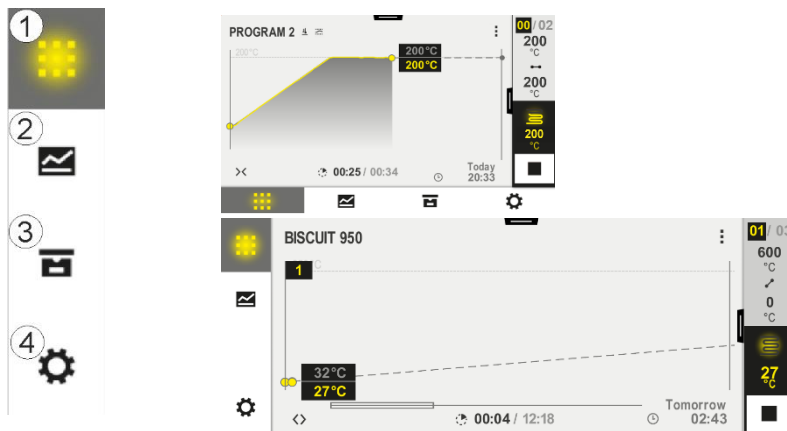 1
2
3
4
PROGRAM 2
200°C
200°C
200°C
00:25 / 00:34
Today
20:33
00/02
200
°C
200
°C
200
°C
BISCUIT 950
1
°C
32°C
27°C
00:04 / 12:18
Tomorrow
02:43
01/03
600
°C
0
°C
27
°C